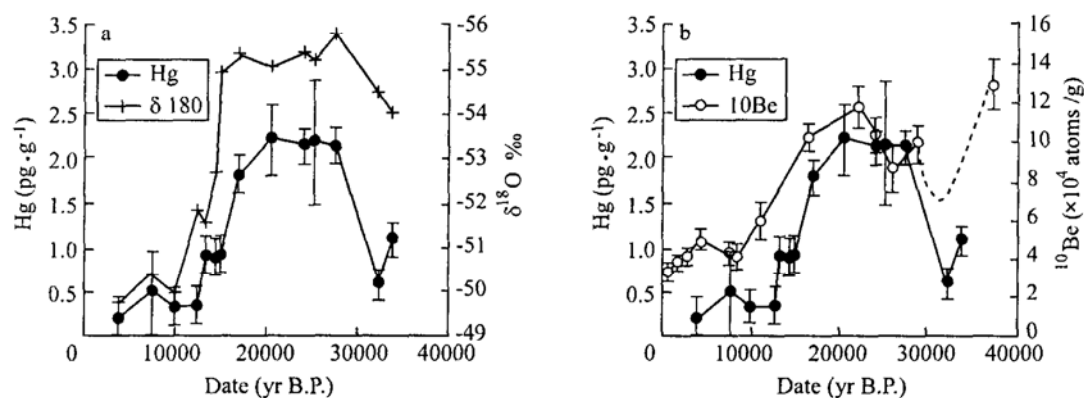 a
Hg (pg·g⁻¹)
3.5
3.0
2.5
2.0
1.5
1.0
0.5
0
Hg
δ 180
-56
-55
-54
-53
-52
-51
-50
-49
δ¹⁸O ‰
10000 20000 30000 40000
Date (yr B.P.)
b
Hg (pg·g⁻¹)
3.5
3.0
2.5
2.0
1.5
1.0
0.5
0
Hg
10Be
16
14
12
10
8
6
4
2
0
¹⁰Be (×10⁴ atoms /g)
10000 20000 30000 40000
Date (yr B.P.)